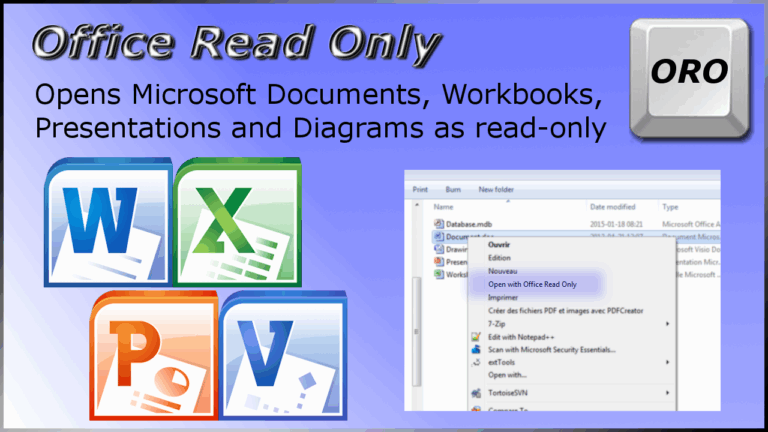 Office Read Only
ORO
Opens Microsoft Documents, Workbooks,
Presentations and Diagrams as read-only
W
X
P
V
Print Burn New folder
Name Date modified Type
Database.mdb 2015-01-18 08:21 Microsoft Office A
Ouvrir
Edition
Nouveau
Open with Office Read Only
Imprimer
Créer des fichiers PDF et images avec PDFCreator
7-Zip
Edit with Notepad++
Scan with Microsoft Security Essentials...
extTools
Open with...
TortoiseSVN
Compare To